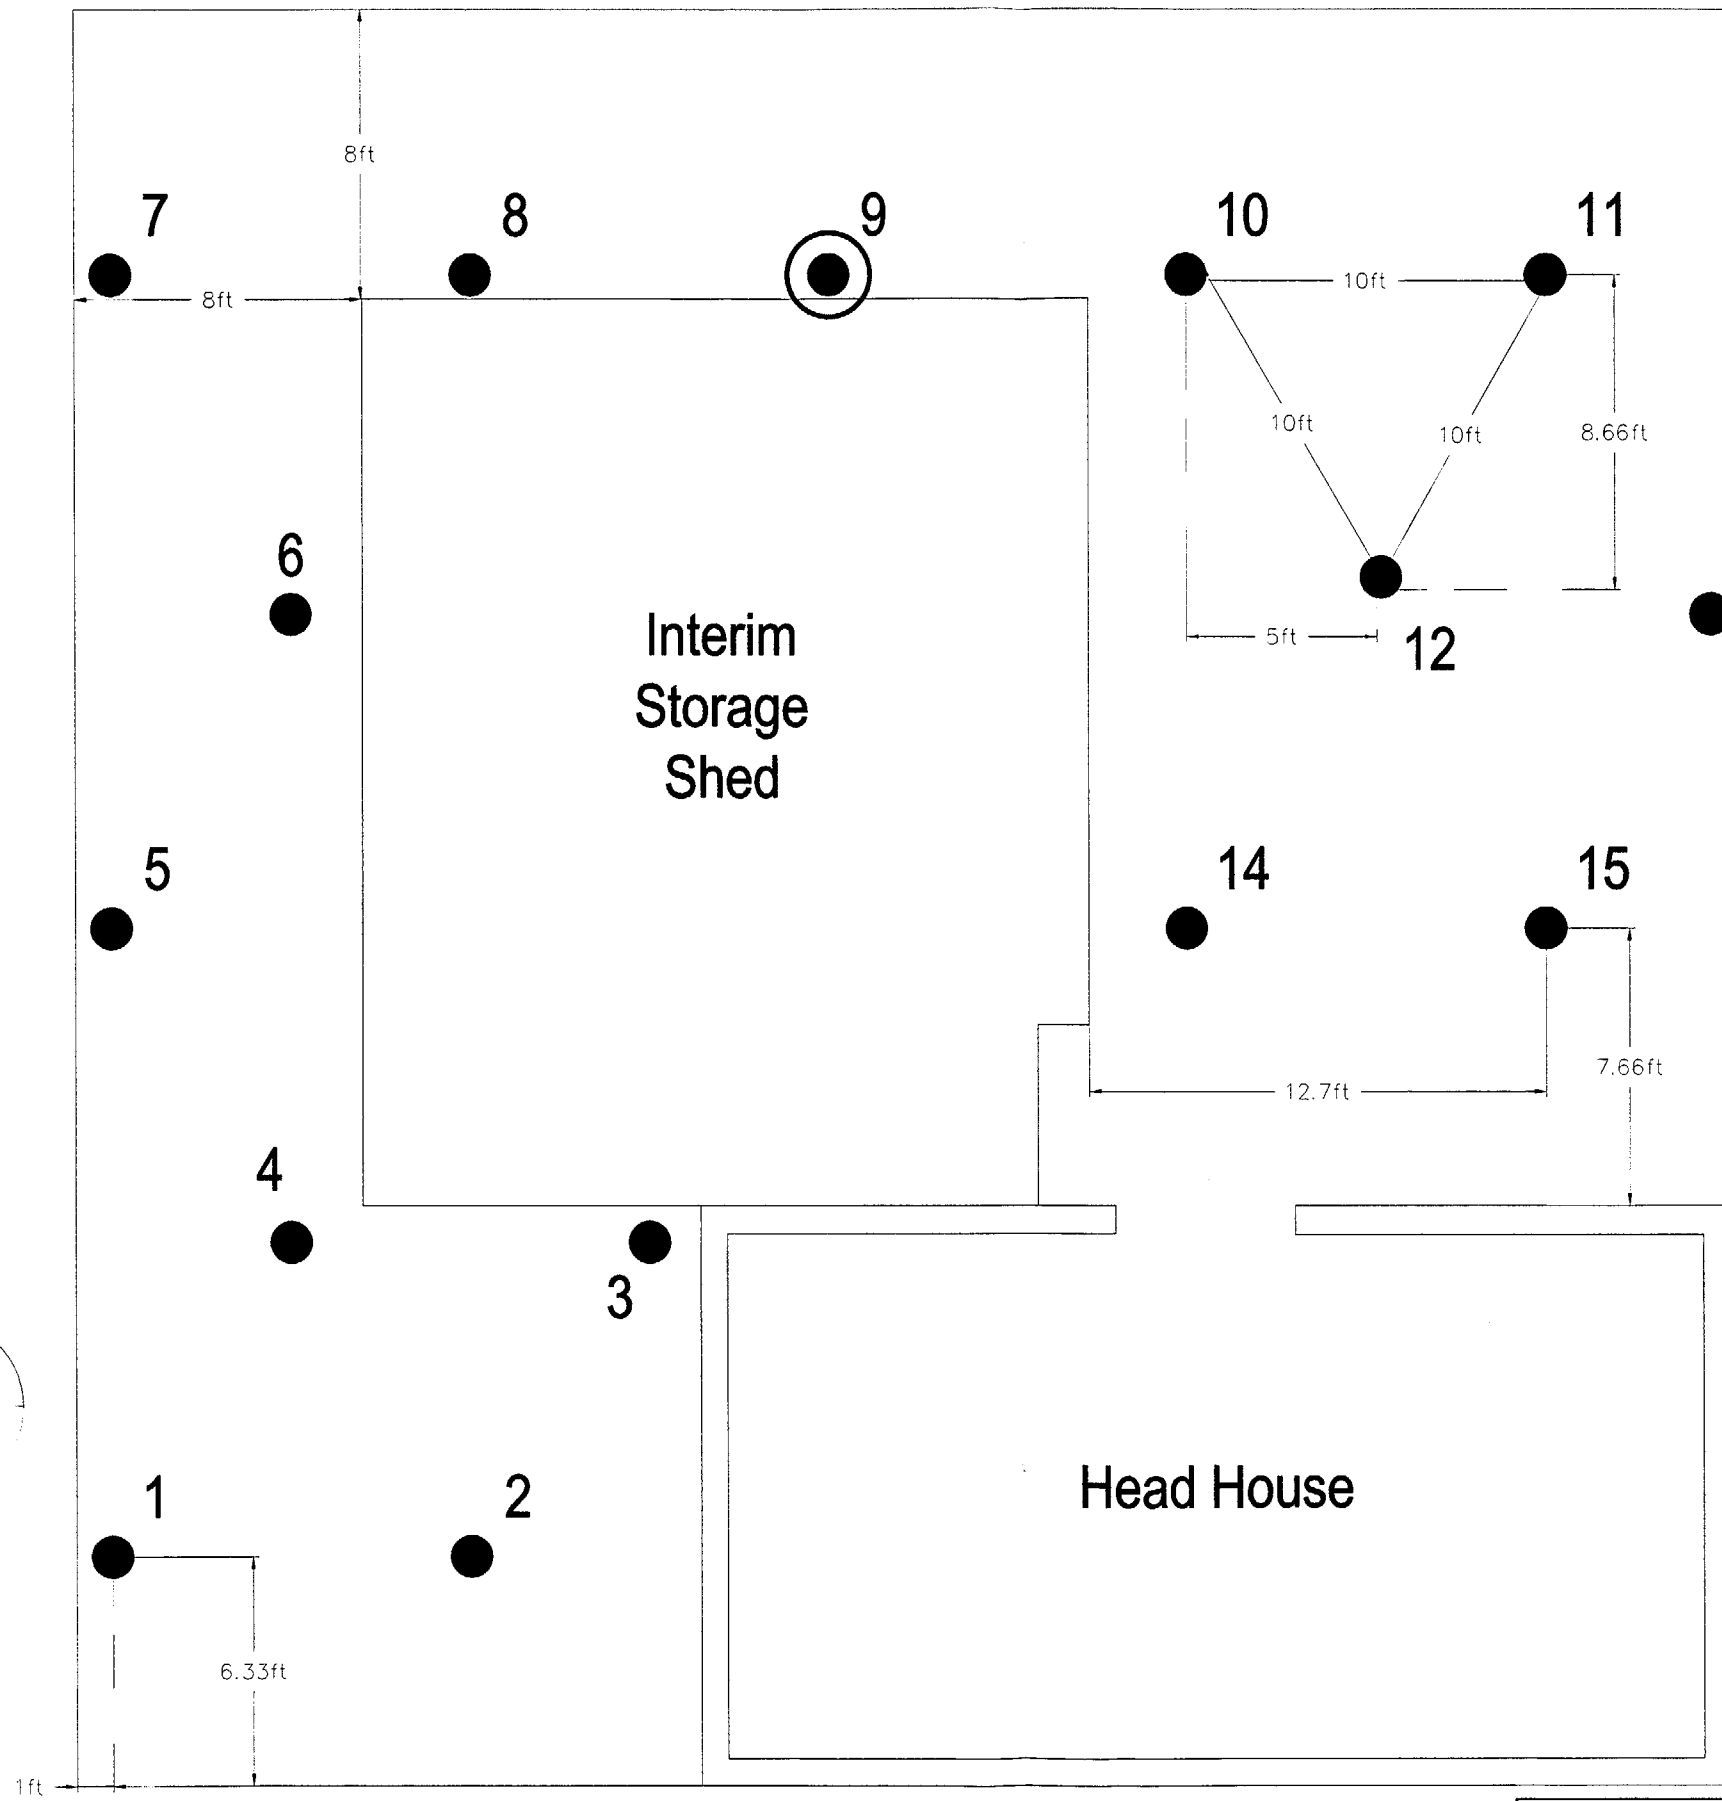 8ft
7
8
9
10
11
8ft
10ft
10ft
10ft
8.66ft
6
Interim
Storage
Shed
5ft
12
5
14
15
7.66ft
12.7ft
4
3
1
2
Head House
6.33ft
1ft